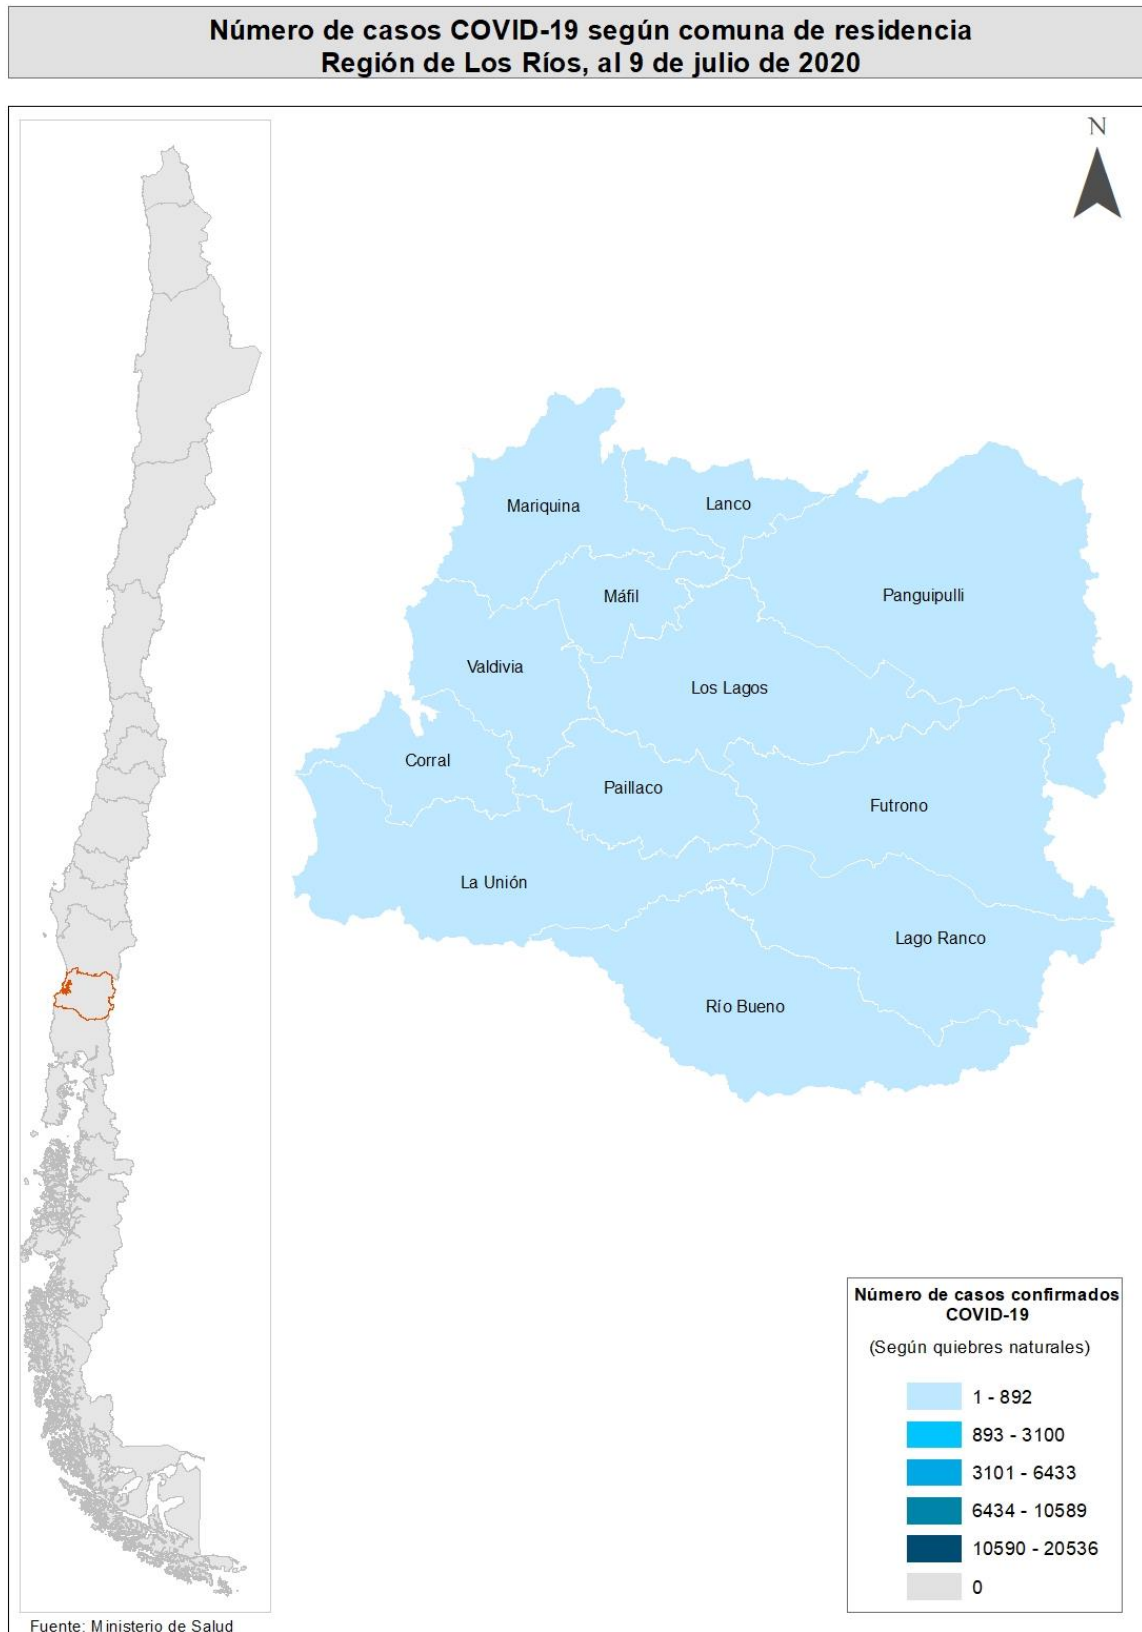 Número de casos COVID-19 según comuna de residencia
Región de Los Ríos, al 9 de julio de 2020
N
Mariquina
Lanco
Máfil
Panguipulli
Valdivia
Los Lagos
Corral
Paillaco
Futrono
La Unión
Lago Ranco
Río Bueno
Número de casos confirmados
COVID-19
(Según quiebres naturales)
1 - 892
893 - 3100
3101 - 6433
6434 - 10589
10590 - 20536
0
Fuente: Ministerio de Salud